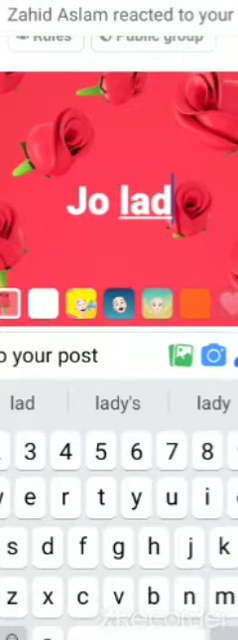 Zahid Aslam reacted to your
Rules Public group
Jo lad
o your post
lad lady's lady
3 4 5 6 7 8
e r t y u i
s d f g h j k
z x c v b n m
XRecorder